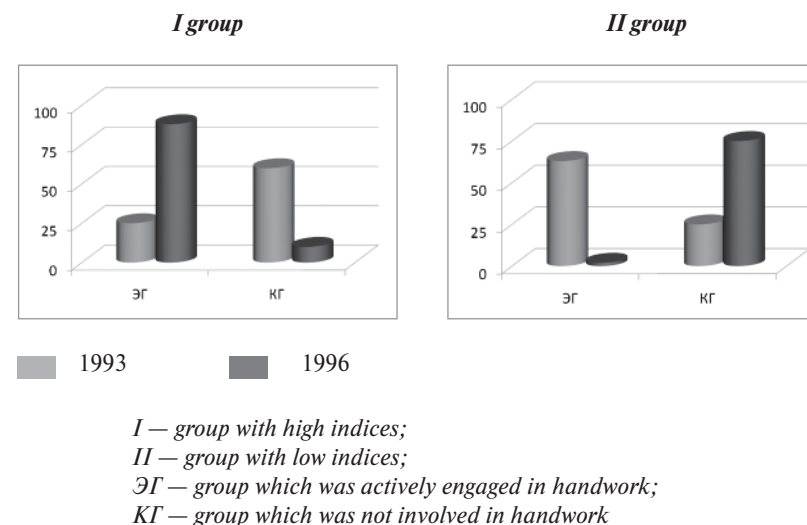 I group
II group
100
75
50
25
0
ЭГ
КГ
100
75
50
25
0
ЭГ
КГ
1993
1996
I — group with high indices;
II — group with low indices;
ЭГ — group which was actively engaged in handwork;
КГ — group which was not involved in handwork